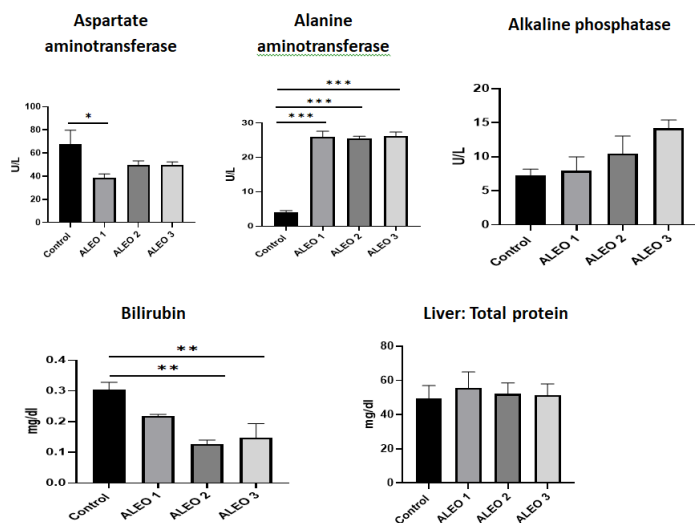 Aspartate
aminotransferase
Alanine
aminotransferase
Alkaline phosphatase
100
80
60
40
20
0
U/L
*
Control
ALEO 1
ALEO 2
ALEO 3
30
20
10
0
U/L
***
***
***
Control
ALEO 1
ALEO 2
ALEO 3
20
15
10
5
0
U/L
Control
ALEO 1
ALEO 2
ALEO 3
Bilirubin
0.4
0.3
0.2
0.1
0.0
mg/dl
**
**
Control
ALEO 1
ALEO 2
ALEO 3
Liver: Total protein
80
60
40
20
0
mg/dl
Control
ALEO 1
ALEO 2
ALEO 3